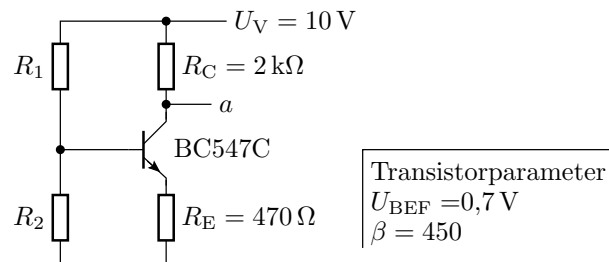 U_V = 10 V
R_1
R_C = 2 kΩ
a
BC547C
R_2
R_E = 470 Ω
Transistorparameter
U_BEF =0,7 V
β = 450